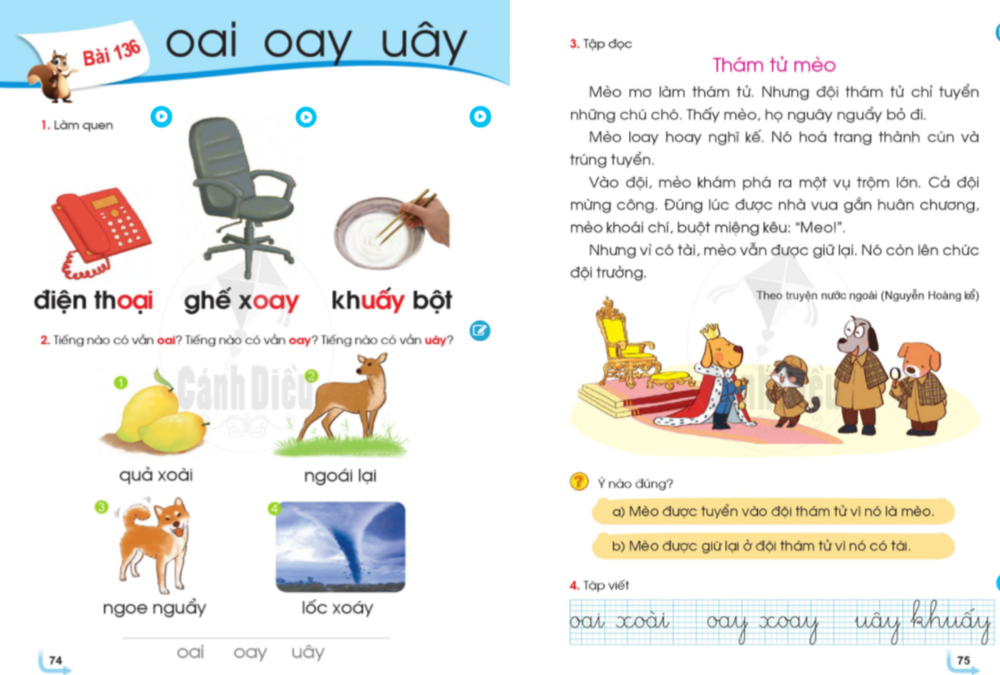 Bài 136
oai oay uây
1. Làm quen
điện thoại
ghế xoay
khuấy bột
2. Tiếng nào có vần oai? Tiếng nào có vần oay? Tiếng nào có vần uây?
1
2
quả xoài
ngoái lại
3
4
ngoe nguẩy
lốc xoáy
oai oay uây
74
3. Tập đọc
Thám tử mèo
Mèo mơ làm thám tử. Nhưng đội thám tử chỉ tuyển
những chú chó. Thấy mèo, họ nguây nguẩy bỏ đi.
Mèo loay hoay nghĩ kế. Nó hoá trang thành cún và
trúng tuyển.
Vào đội, mèo khám phá ra một vụ trộm lớn. Cả đội
mừng công. Đúng lúc được nhà vua gắn huân chương,
mèo khoái chí, buột miệng kêu: “Meo!”.
Nhưng vì có tài, mèo vẫn được giữ lại. Nó còn lên chức
đội trưởng.
Theo truyện nước ngoài (Nguyễn Hoàng kể)
? Ý nào đúng?
a) Mèo được tuyển vào đội thám tử vì nó là mèo.
b) Mèo được giữ lại ở đội thám tử vì nó có tài.
4. Tập viết
oai xoài oay xoay uây khuấy
75
Cánh Diều